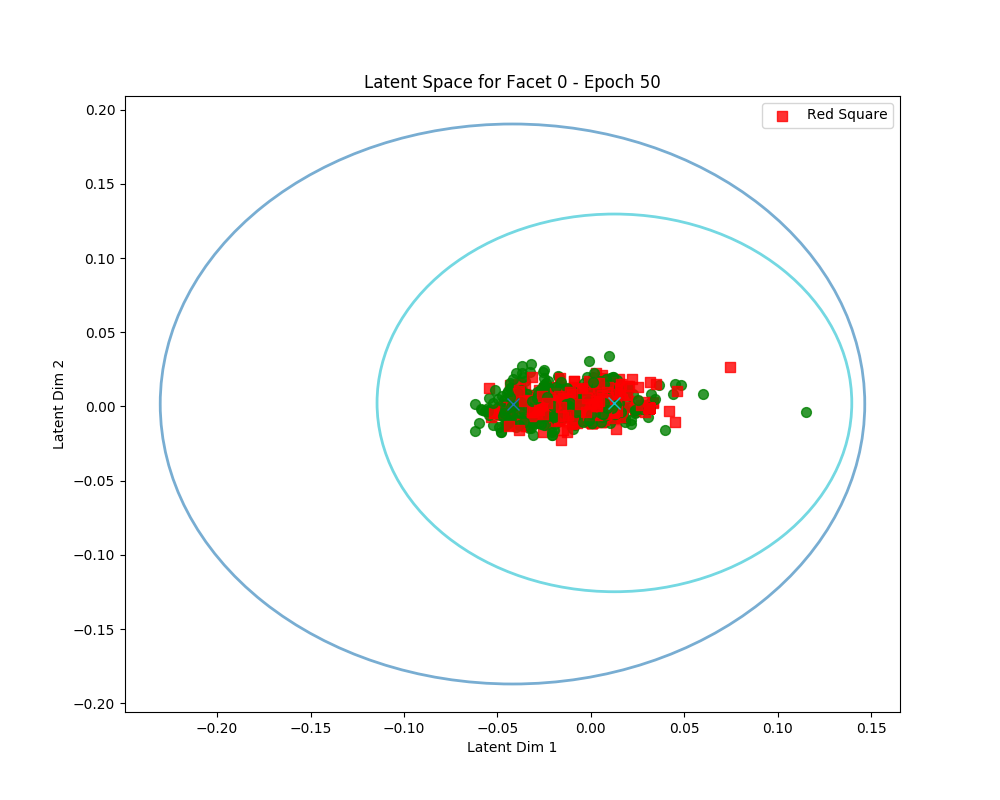 Latent Space for Facet 0 - Epoch 50
Red Square
0.20
0.15
0.10
0.05
0.00
−0.05
−0.10
−0.15
−0.20
Latent Dim 2
−0.20 −0.15 −0.10 −0.05 0.00 0.05 0.10 0.15
Latent Dim 1